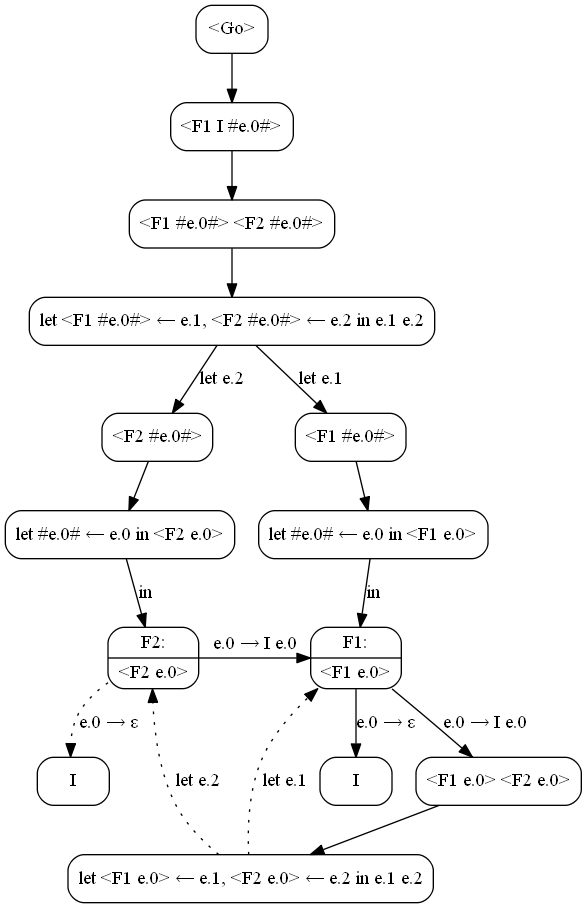 <Go>
<F1 I #e.0#>
<F1 #e.0#> <F2 #e.0#>
let <F1 #e.0#> ← e.1, <F2 #e.0#> ← e.2 in e.1 e.2
let e.2
let e.1
<F2 #e.0#>
<F1 #e.0#>
let #e.0# ← e.0 in <F2 e.0>
let #e.0# ← e.0 in <F1 e.0>
in
in
F2:
<F2 e.0>
e.0 → I e.0
F1:
<F1 e.0>
e.0 → ε
e.0 → ε
e.0 → I e.0
I
let e.2
let e.1
I
<F1 e.0> <F2 e.0>
let <F1 e.0> ← e.1, <F2 e.0> ← e.2 in e.1 e.2